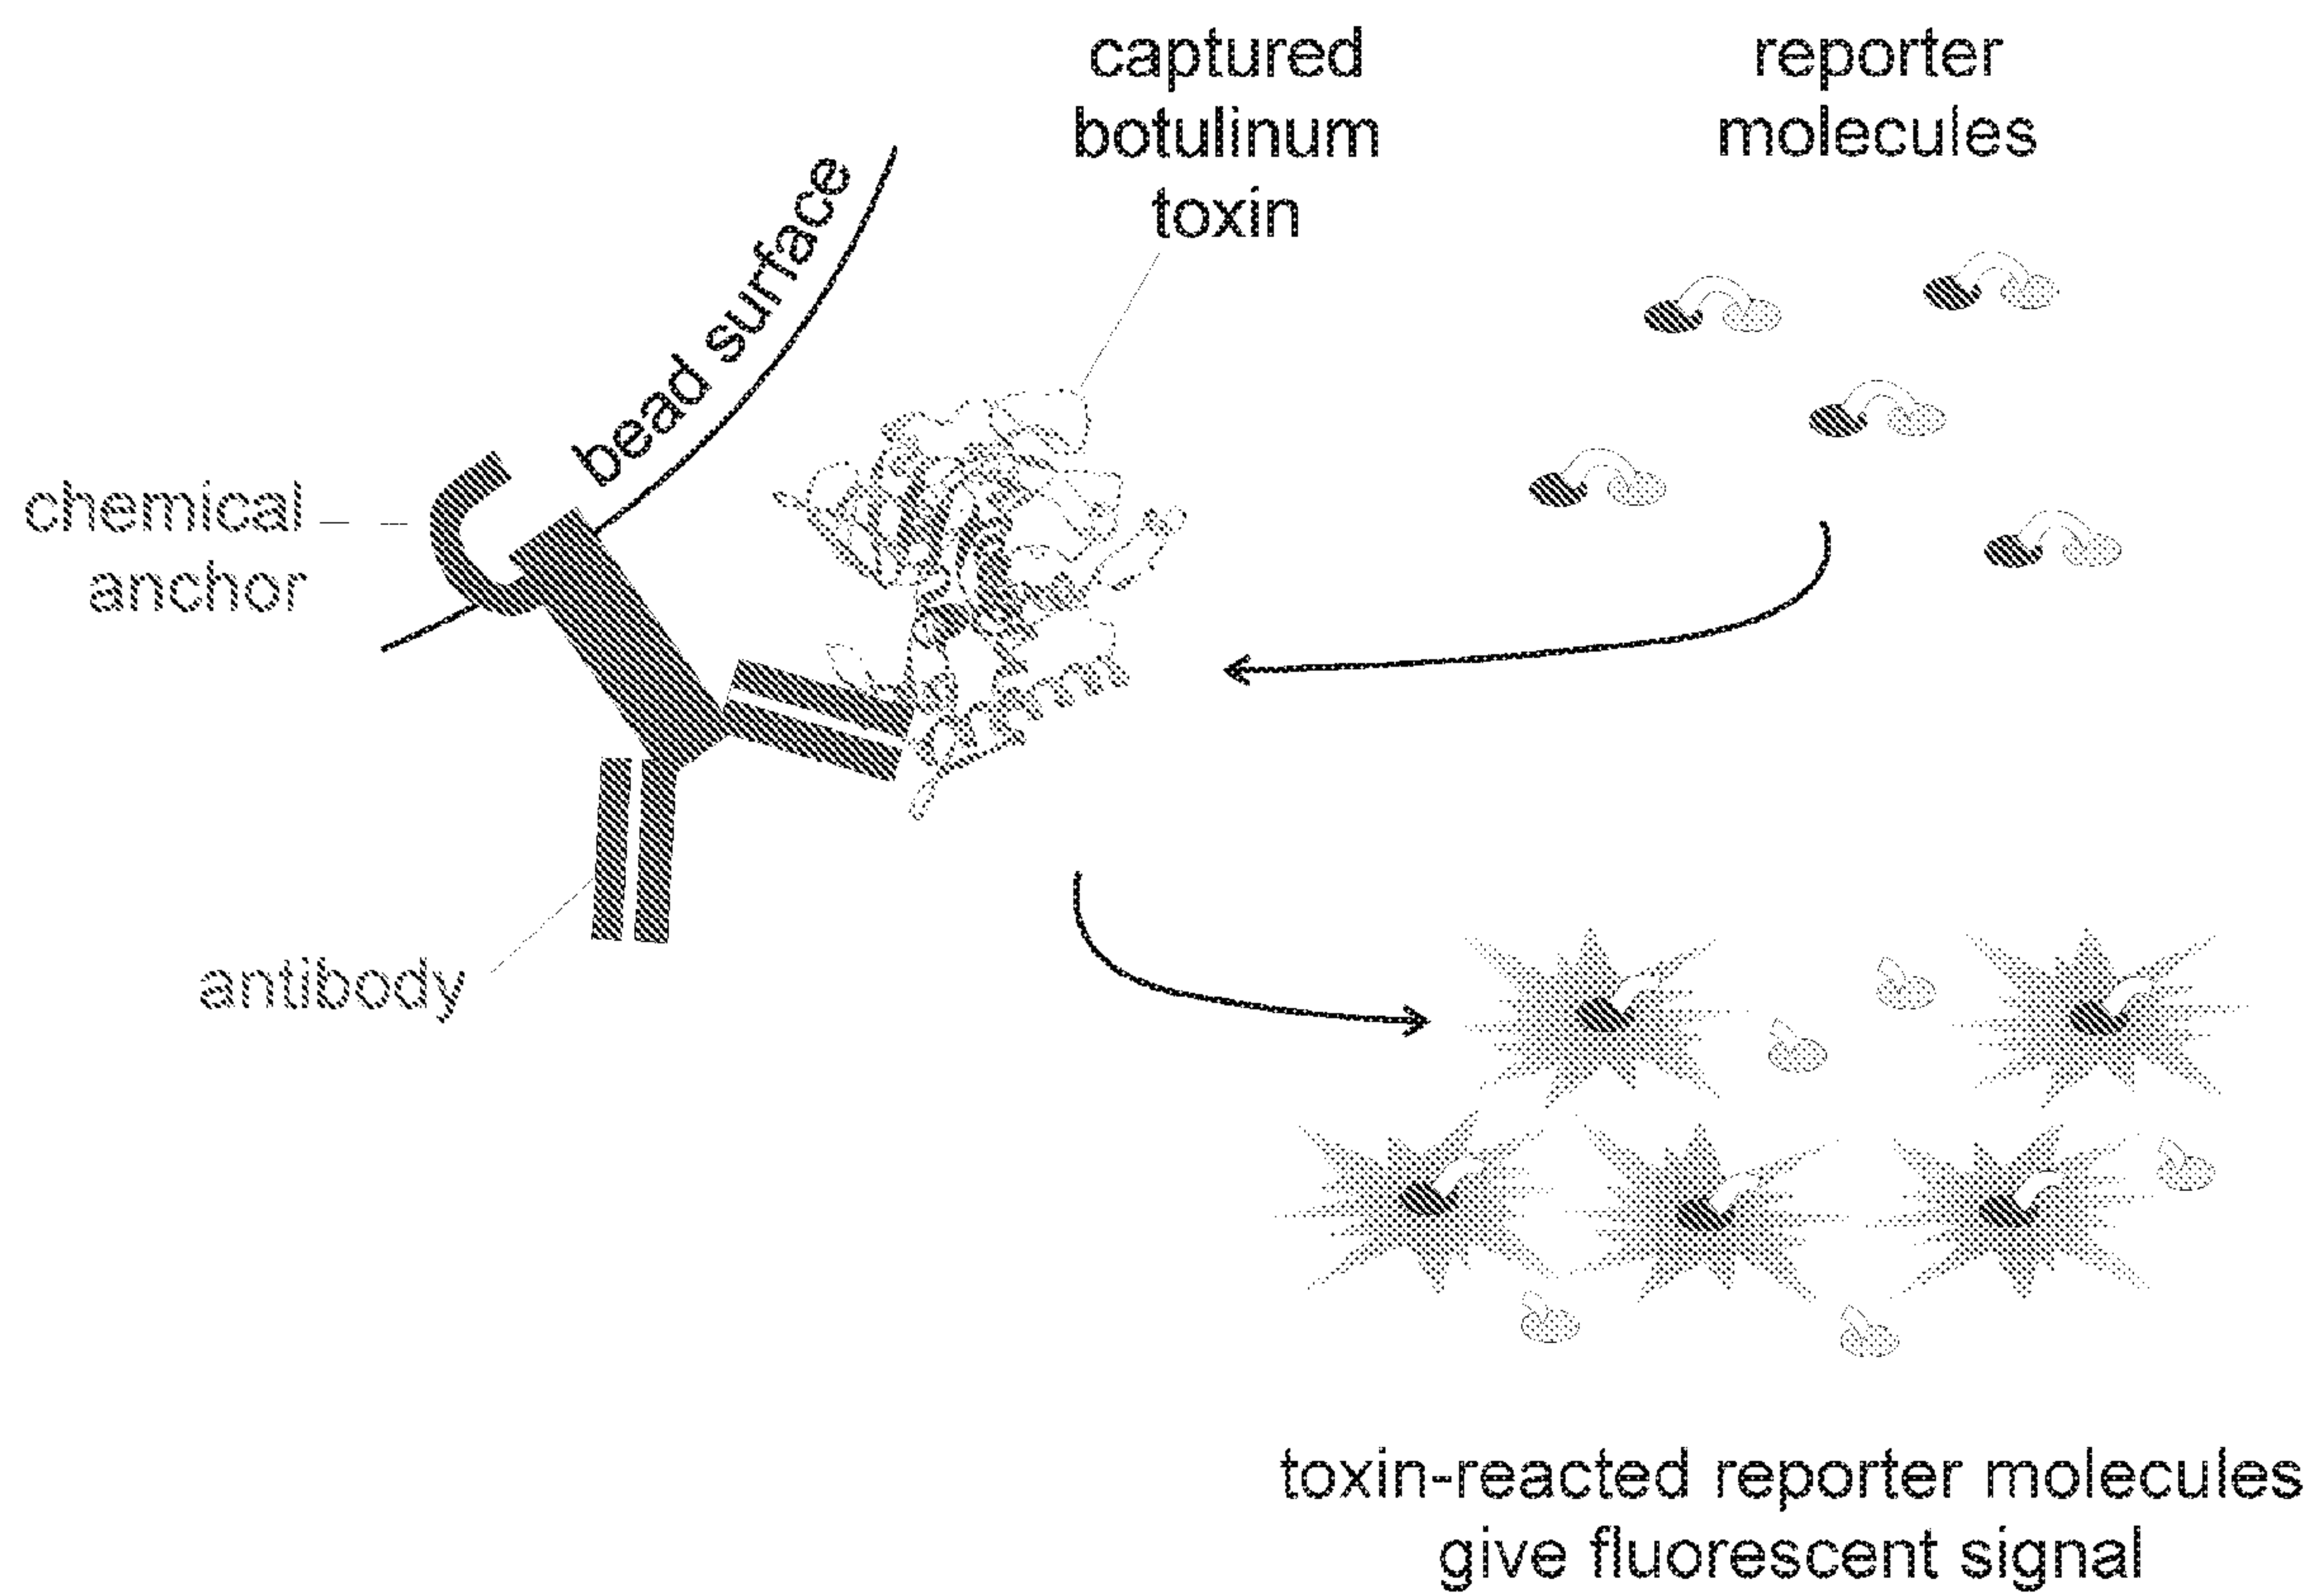 captured
botulinum
toxin
reporter
molecules
bead surface
chemical
anchor
antibody
toxin-reacted reporter molecules
give fluorescent signal